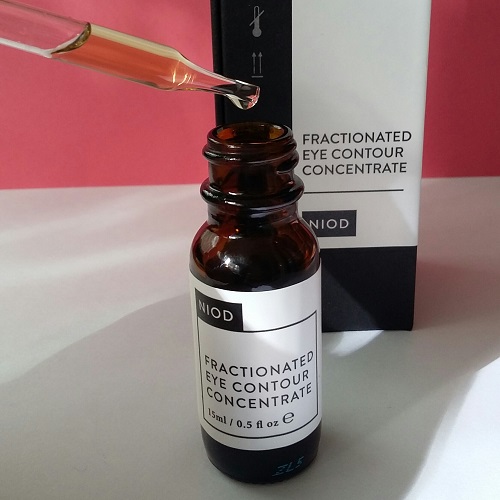 FRACTIONATED
EYE CONTOUR
CONCENTRATE
NIOD
NIOD
FRACTIONATED
EYE CONTOUR
CONCENTRATE
15ml / 0.5 fl oz ℮